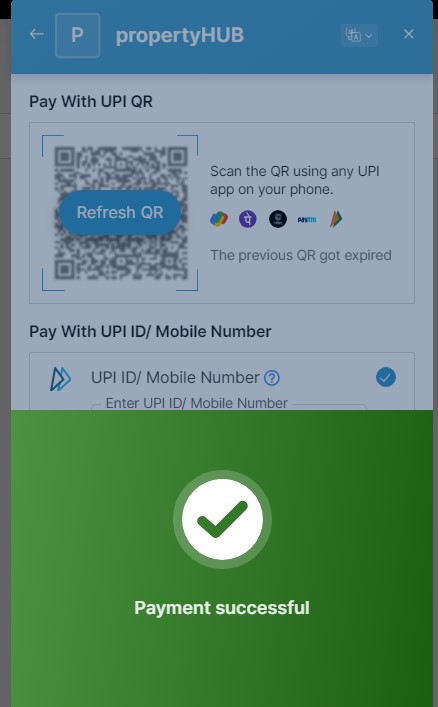 P propertyHUB
Pay With UPI QR
Refresh QR
Scan the QR using any UPI
app on your phone.
paytm
The previous QR got expired
Pay With UPI ID/ Mobile Number
UPI ID/ Mobile Number ?
Enter UPI ID/ Mobile Number
Payment successful